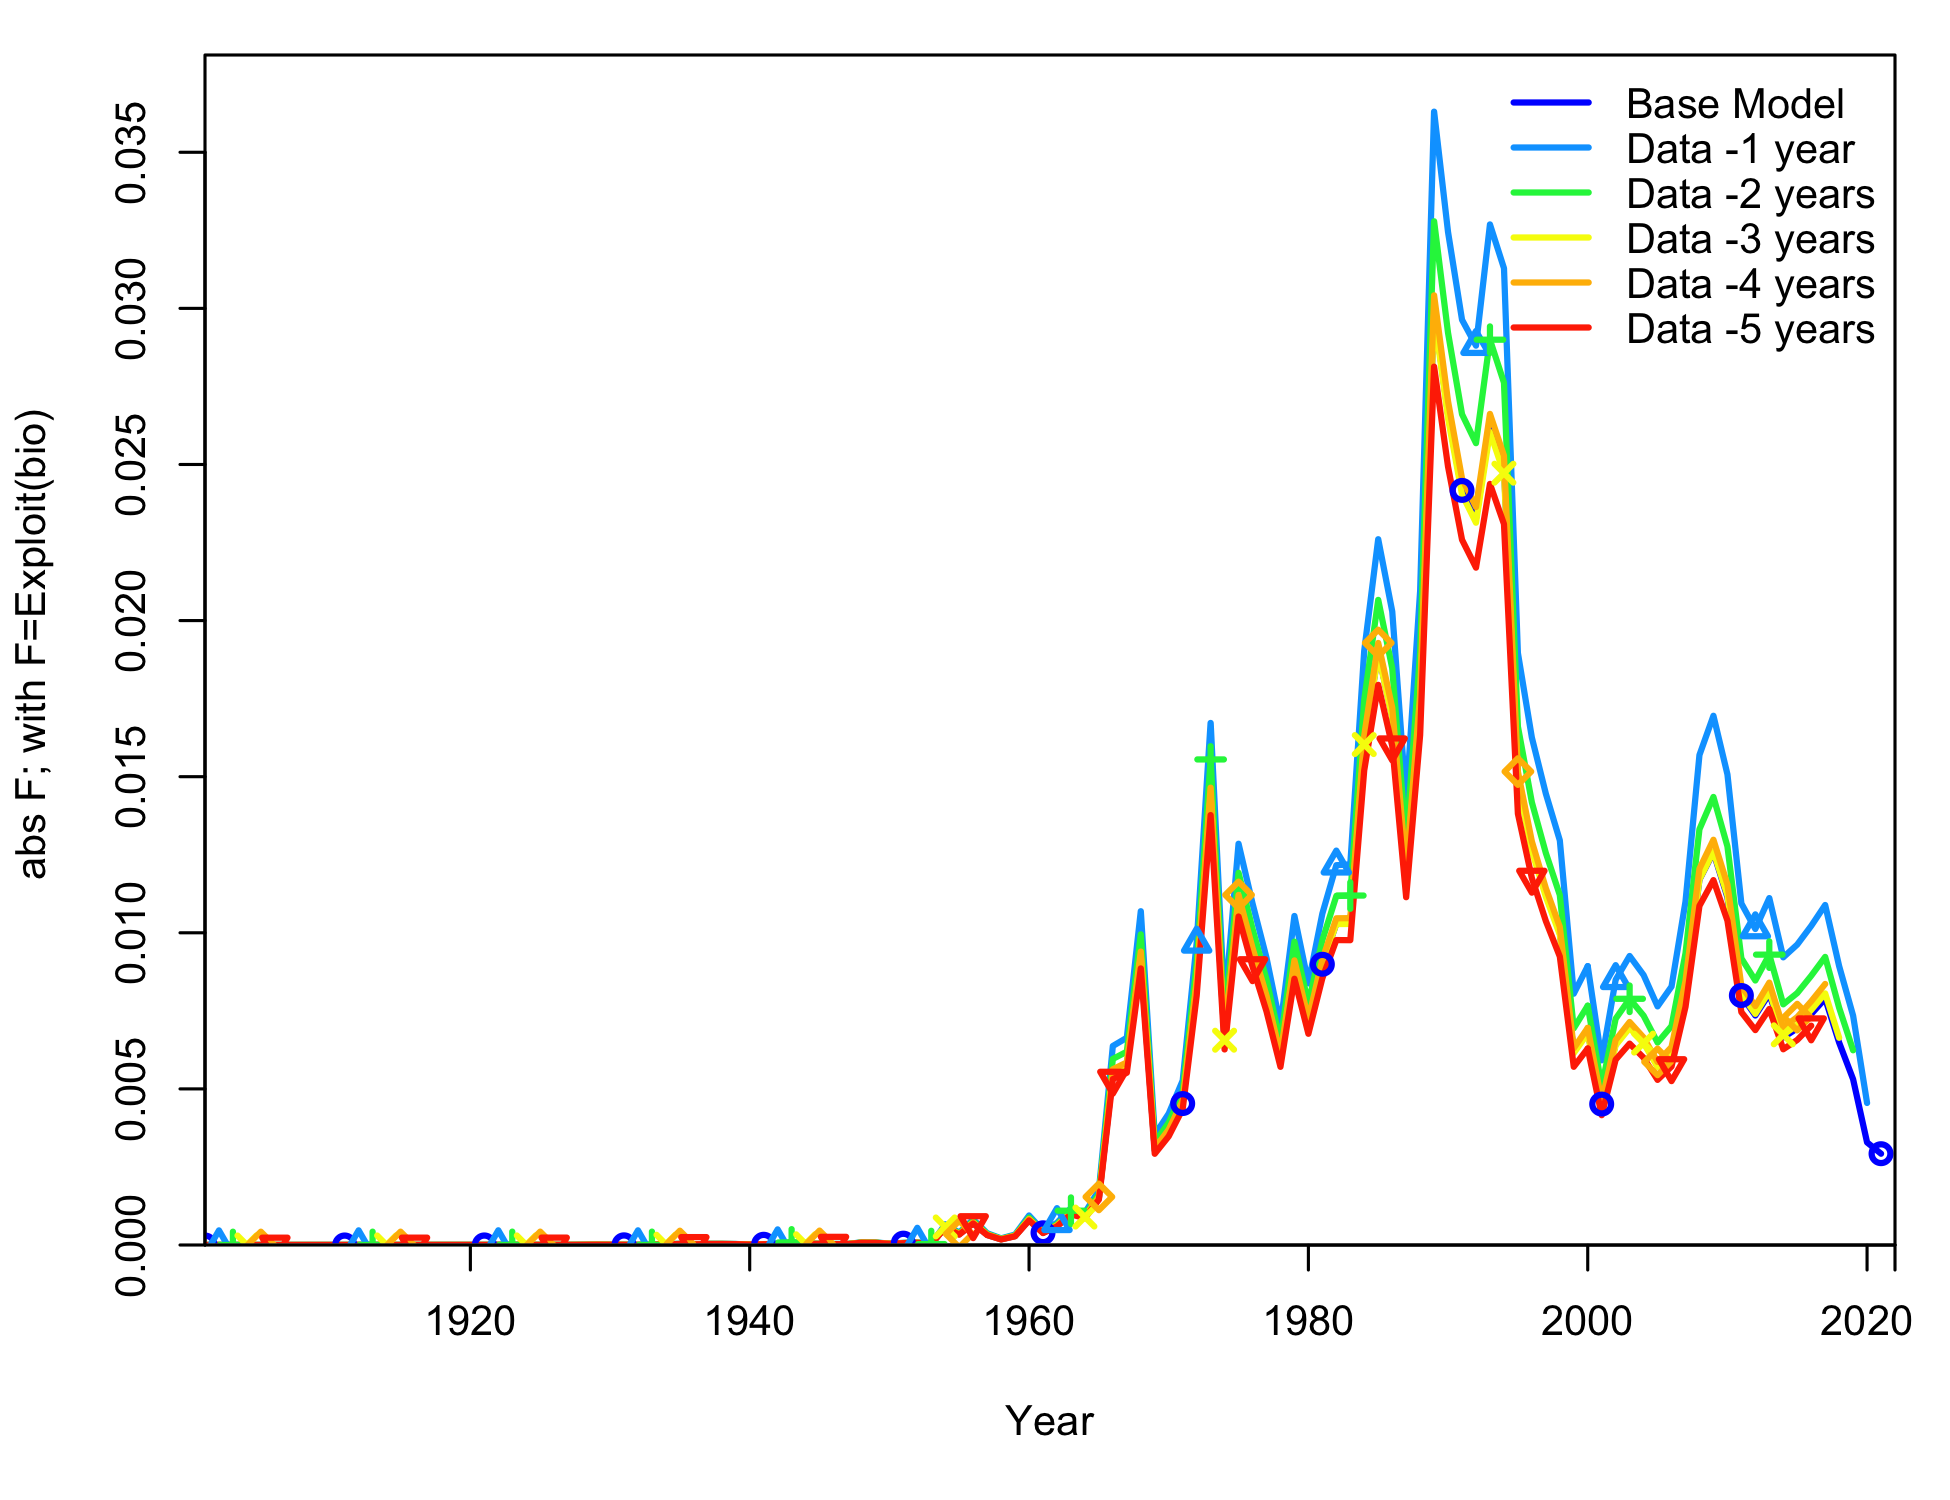 abs F; with F=Exploit(bio)
0.035
0.030
0.025
0.020
0.015
0.010
0.005
0.000
Base Model
Data -1 year
Data -2 years
Data -3 years
Data -4 years
Data -5 years
1920 1940 1960 1980 2000 2020
Year